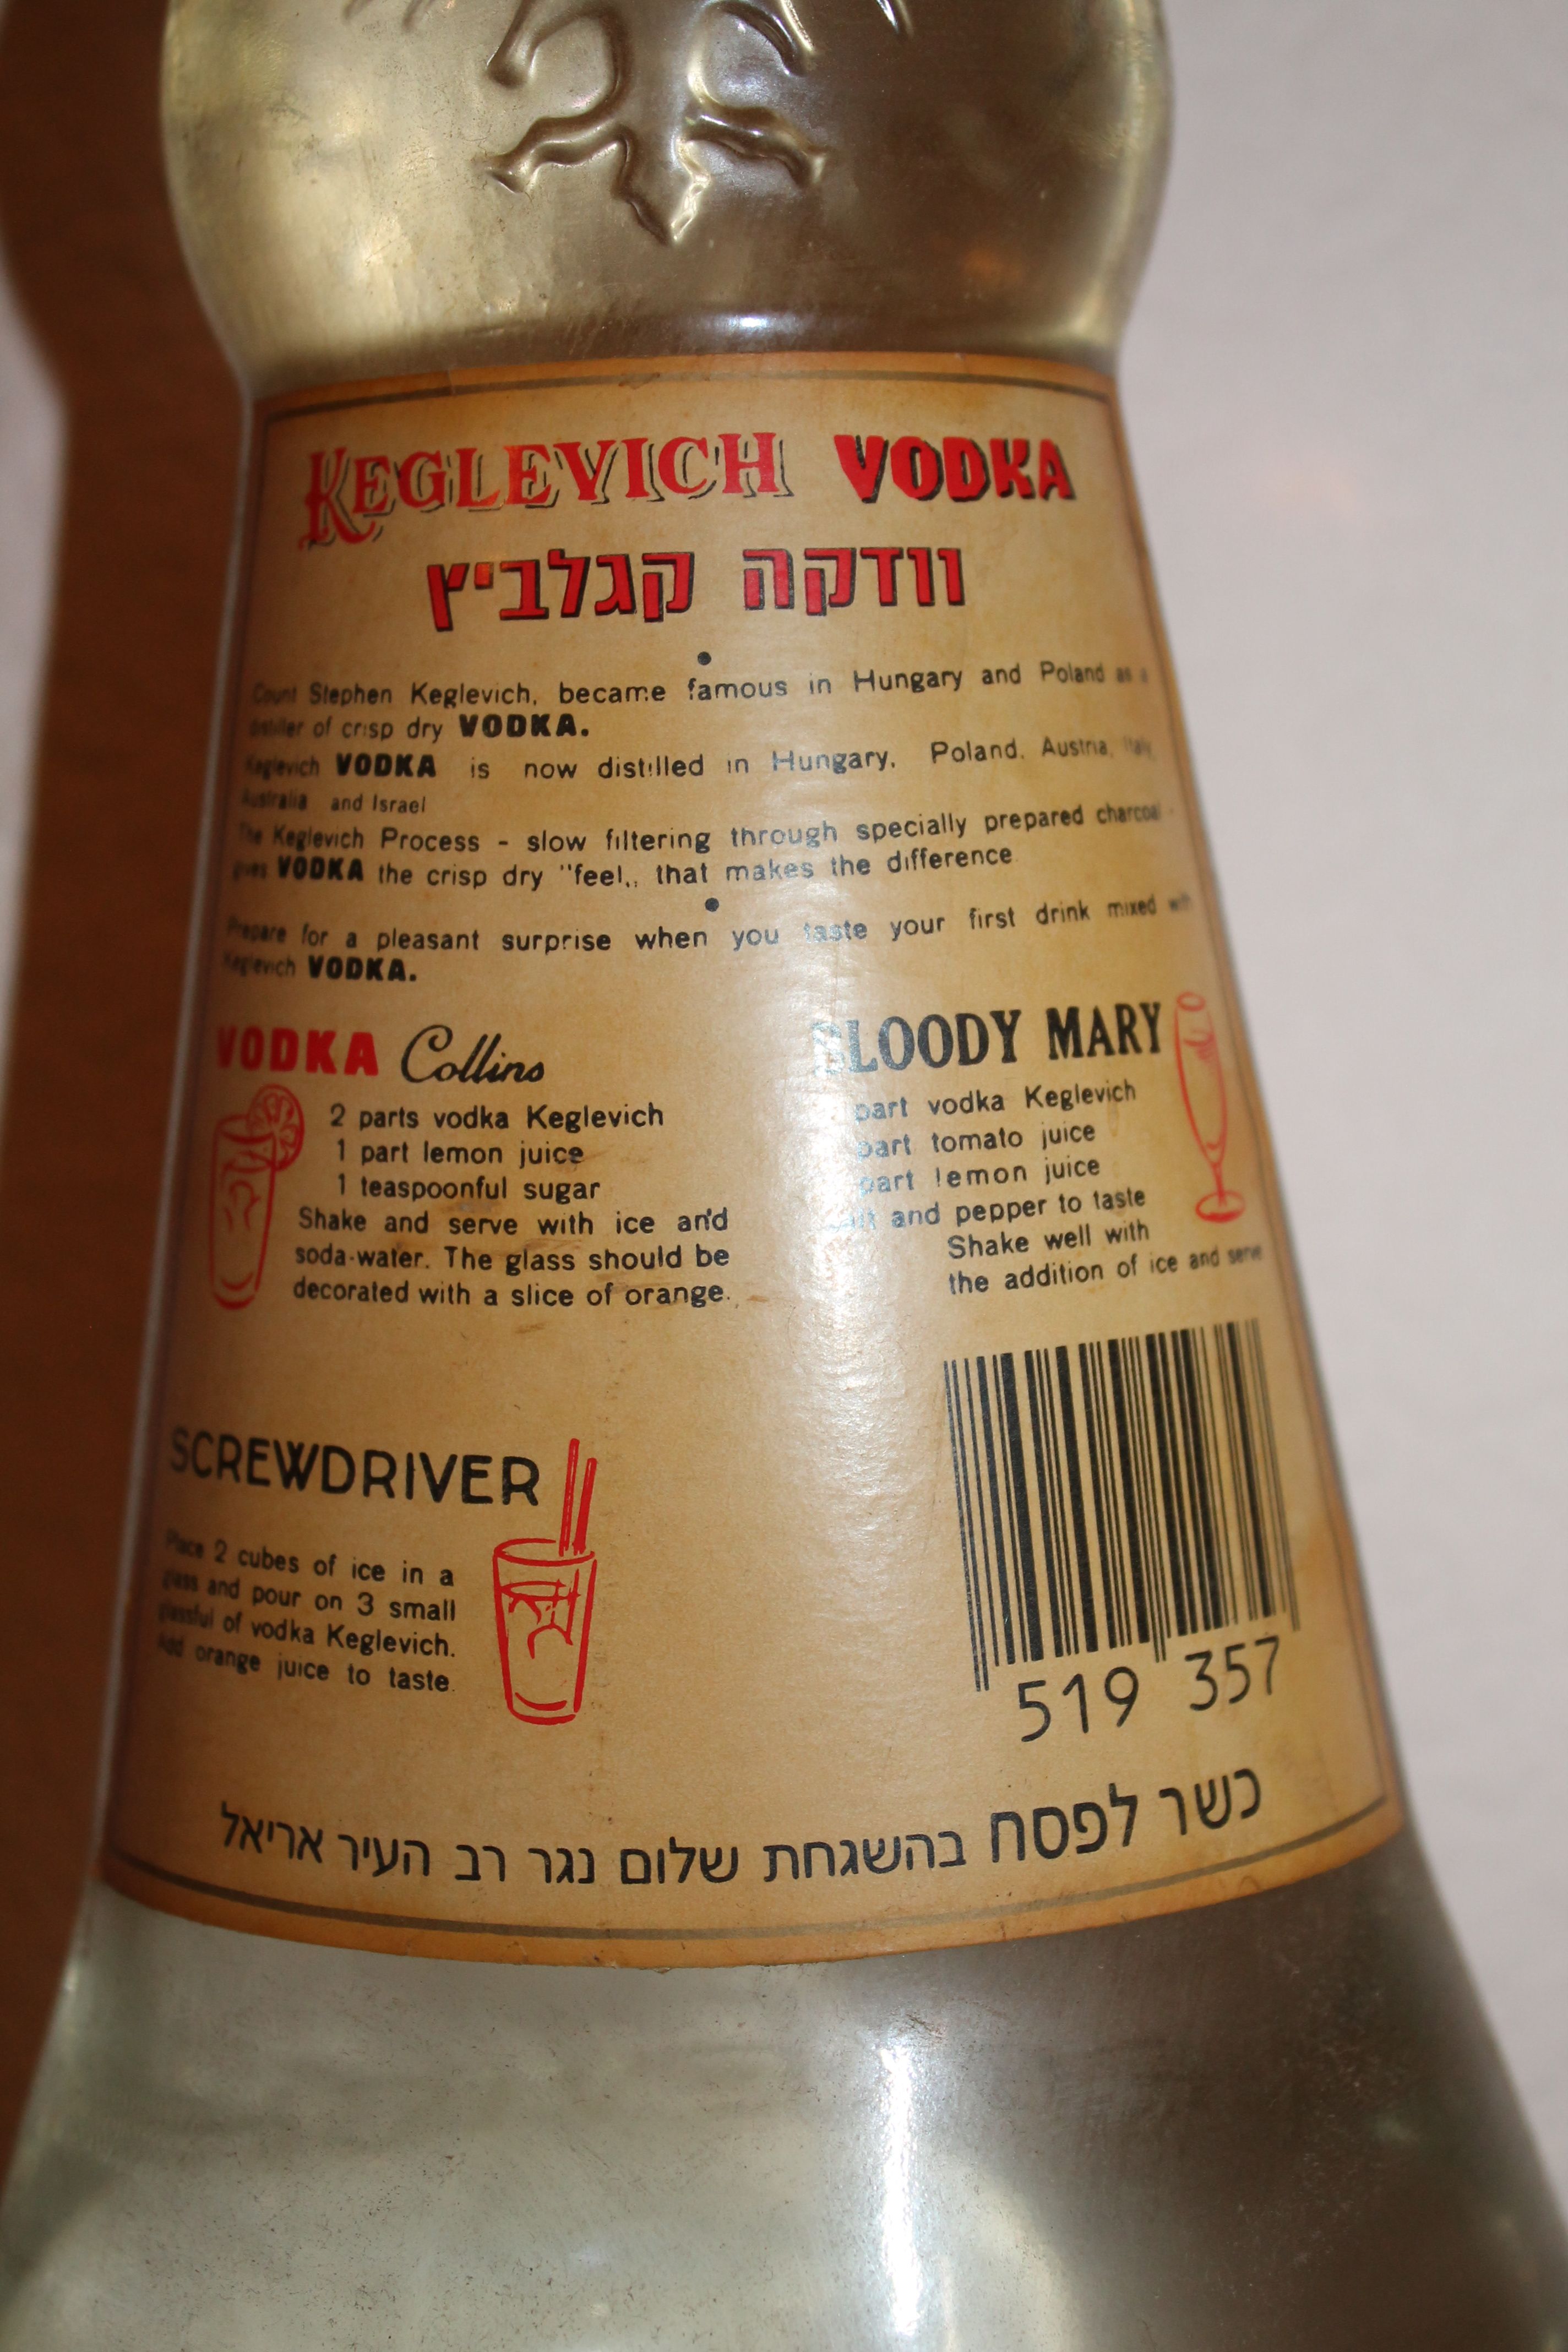 KEGLEVICH VODKA
וודקה קגלביץ
Count Stephen Keglevich, became famous in Hungary and Poland as a
distiller of crisp dry VODKA.
Keglevich VODKA is now distilled in Hungary, Poland, Austria, Italy,
Australia and Israel
The Keglevich Process - slow filtering through specially prepared charcoal -
gives VODKA the crisp dry "feel,, that makes the difference
Prepare for a pleasant surprise when you taste your first drink mixed with
Keglevich VODKA.
VODKA Collins
2 parts vodka Keglevich
1 part lemon juice
1 teaspoonful sugar
Shake and serve with ice and
soda-water. The glass should be
decorated with a slice of orange.
BLOODY MARY
part vodka Keglevich
part tomato juice
part lemon juice
salt and pepper to taste
Shake well with
the addition of ice and serve
SCREWDRIVER
Place 2 cubes of ice in a
glass and pour on 3 small
glassful of vodka Keglevich.
Add orange juice to taste.
519 357
כשר לפסח בהשגחת שלום נגר רב העיר אריאל